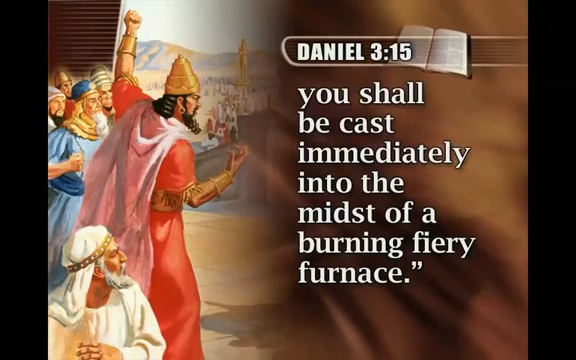 DANIEL 3:15
you shall
be cast
immediately
into the
midst of a
burning fiery
furnace.”